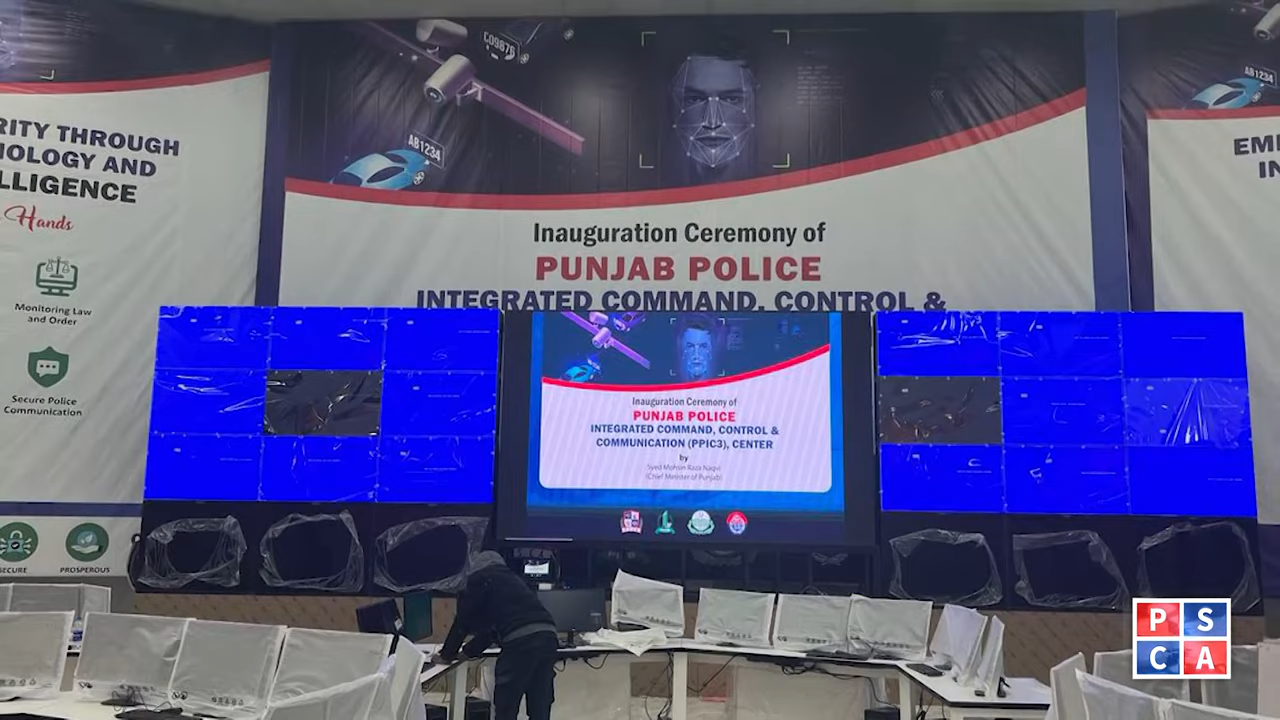 CO9876
AB1234
RITY THROUGH
NOLOGY AND
LLIGENCE
Hands
Monitoring Law
and Order
Secure Police
Communication
SECURE
PROSPEROUS
Inauguration Ceremony of
PUNJAB POLICE
INTEGRATED COMMAND, CONTROL &
Inauguration Ceremony of
PUNJAB POLICE
INTEGRATED COMMAND, CONTROL &
COMMUNICATION (PPIC3), CENTER
by
Syed Mohsin Raza Naqvi
(Chief Minister of Punjab)
AB1234
EM
IN
P S
C A